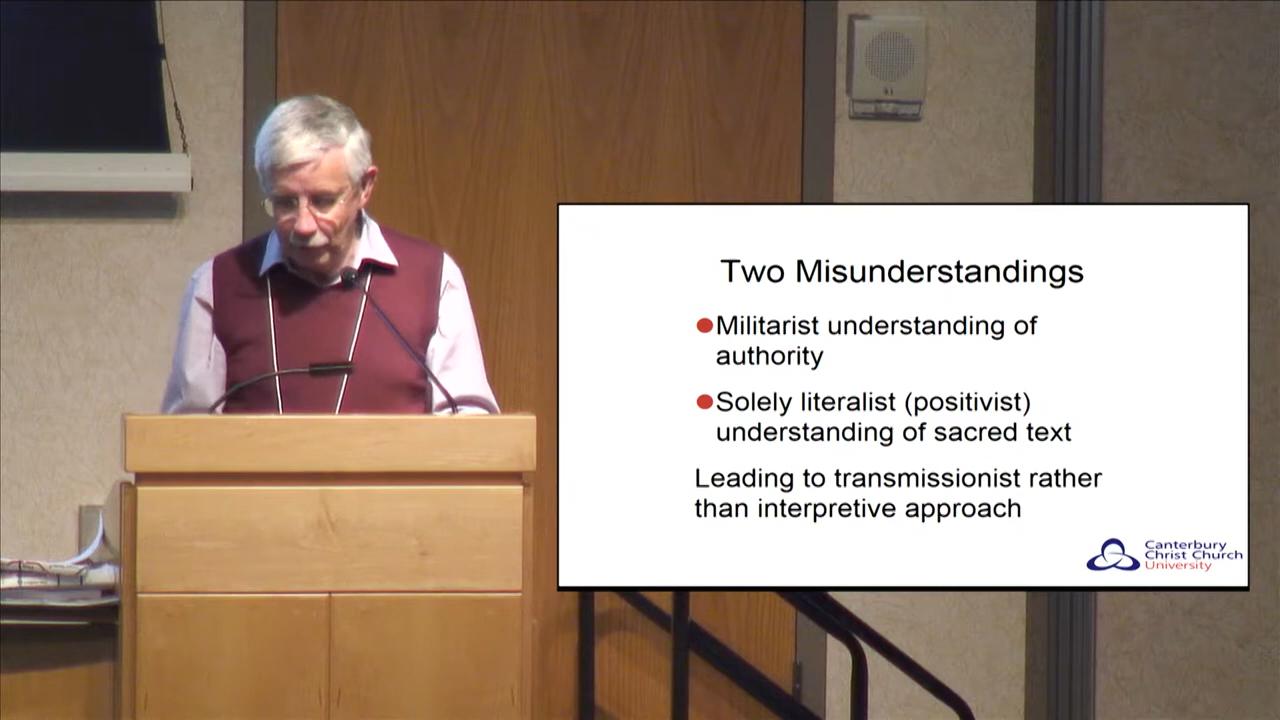 Two Misunderstandings
Militarist understanding of
authority
Solely literalist (positivist)
understanding of sacred text
Leading to transmissionist rather
than interpretive approach
Canterbury
Christ Church
University